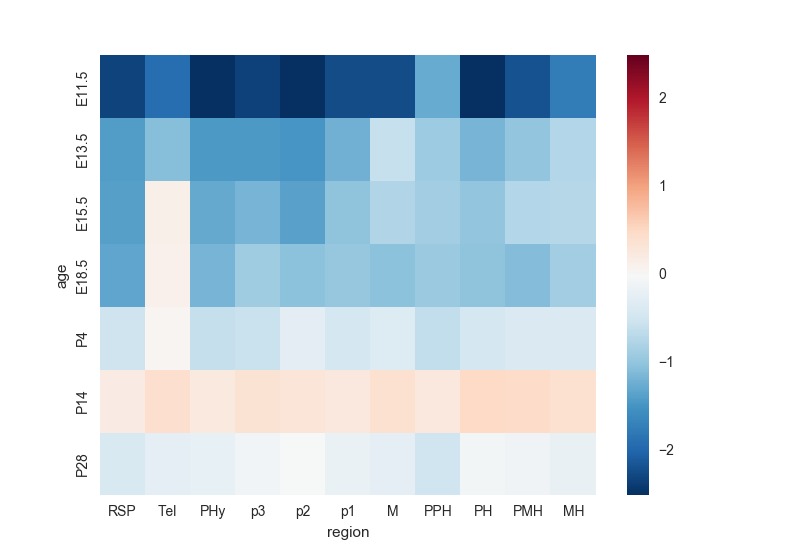 age
E11.5
E13.5
E15.5
E18.5
P4
P14
P28
RSP Tel PHy p3 p2 p1 M PPH PH PMH MH
region
2
1
0
−1
−2